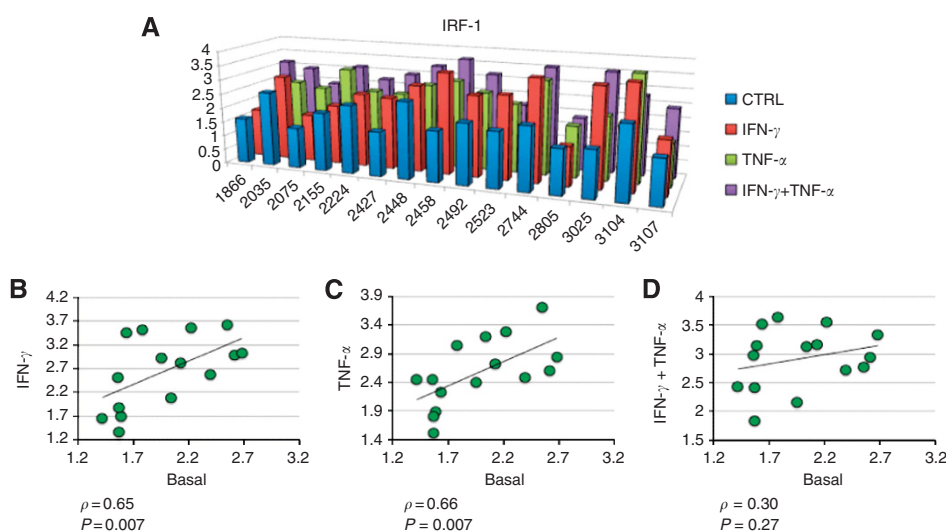 A
IRF-1
4
3.5
3
2.5
2
1.5
1
0.5
0
1866
2035
2075
2155
2224
2427
2448
2458
2492
2523
2744
2805
3025
3104
3107
CTRL
IFN-γ
TNF-α
IFN-γ+TNF-α
B
IFN-γ
4.2
3.7
3.2
2.7
2.2
1.7
1.2
1.2 1.7 2.2 2.7 3.2
Basal
ρ = 0.65
P = 0.007
C
TNF-α
3.9
3.4
2.9
2.4
1.9
1.4
1.2 1.7 2.2 2.7 3.2
Basal
ρ = 0.66
P = 0.007
D
IFN-γ + TNF-α
4
3.5
3
2.5
2
1.5
1.2 1.7 2.2 2.7 3.2
Basal
ρ = 0.30
P = 0.27